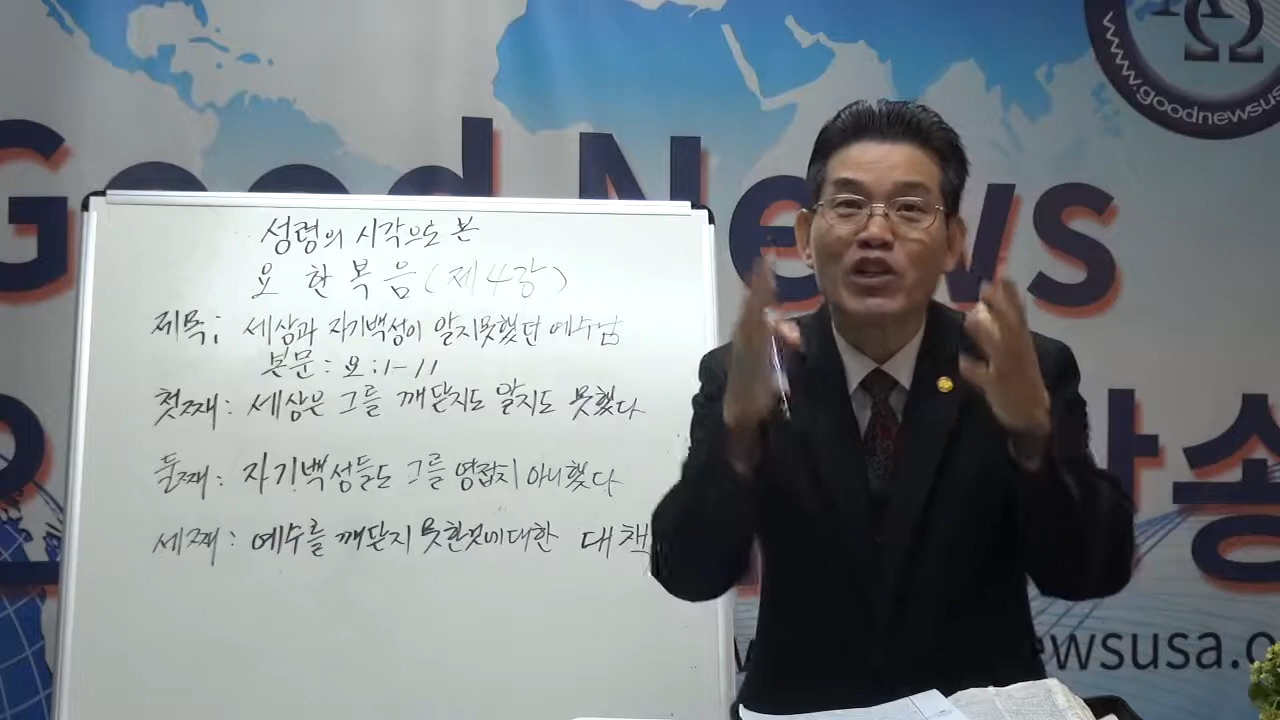 www.goodnewsus
Good News
성령의 시각으로 본
요한복음(제4강)
제목: 세상과 자기백성이 알지못했던 예수님
본문: 요:1-11
첫째: 세상은 그를 깨닫지도 알지도 못했다
둘째: 자기백성들도 그를 영접치 아니했다
세째: 예수를 깨닫지 못한것에대한 대책
송
ewsusa.o